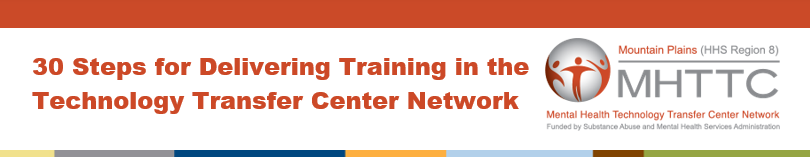 30 Steps for Delivering Training in the
Technology Transfer Center Network
Mountain Plains (HHS Region 8)
MHTTC
Mental Health Technology Transfer Center Network
Funded by Substance Abuse and Mental Health Services Administration